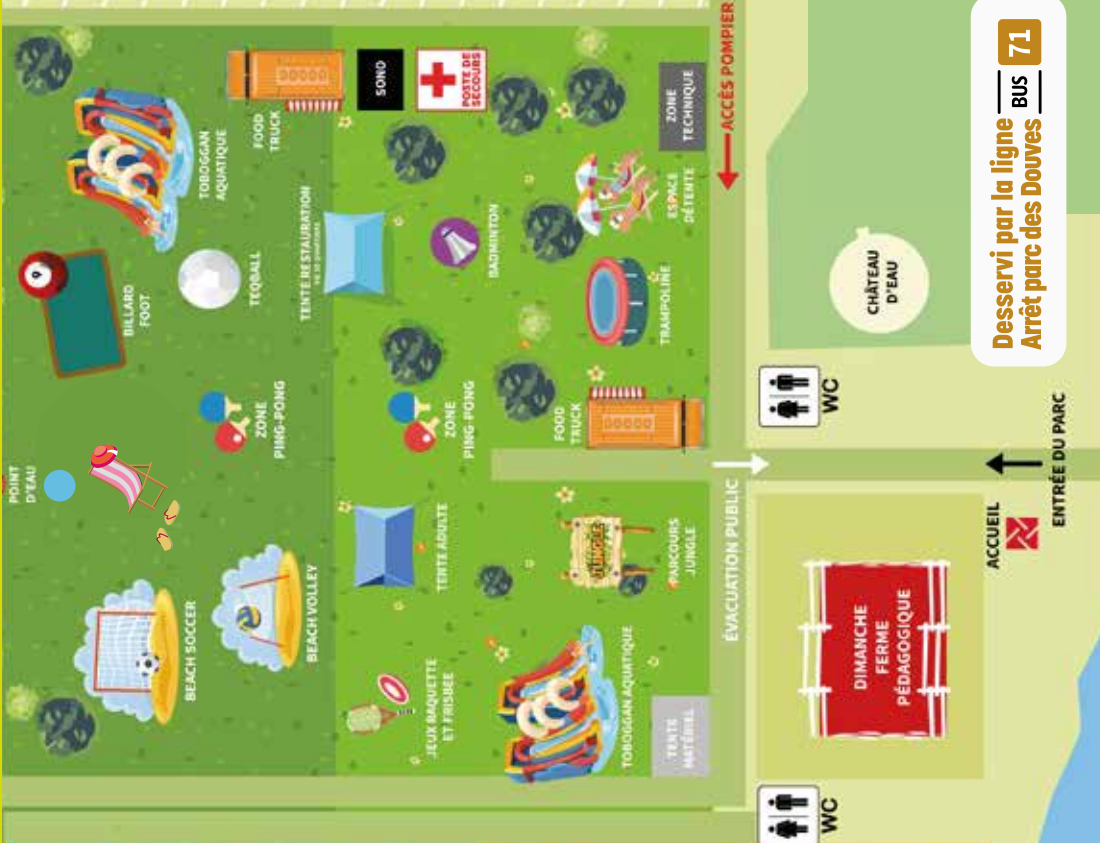 POINT
D'EAU
BILLARD
FOOT
BEACH SOCCER
TOBOGGAN
AQUATIQUE
TEQBALL
ZONE
PING-PONG
FOOD
TRUCK
BEACH VOLLEY
TENTE RESTAURATION
SONO
POSTE DE
SECOURS
JEUX RAQUETTE
ET FRISBEE
TENTE ADULTE
ZONE
PING-PONG
BADMINTON
FOOD
TRUCK
JUNGLE
TOBOGGAN AQUATIQUE
PARCOURS
JUNGLE
TRAMPOLINE
ESPACE
DÉTENTE
TENTE
MATÉRIEL
ZONE
TECHNIQUE
ÉVACUATION PUBLIC
ACCÈS POMPIER
WC
WC
DIMANCHE
FERME
PÉDAGOGIQUE
CHÂTEAU
D'EAU
ACCUEIL
ENTRÉE DU PARC
Desservi par la ligne BUS 71
Arrêt parc des Douves